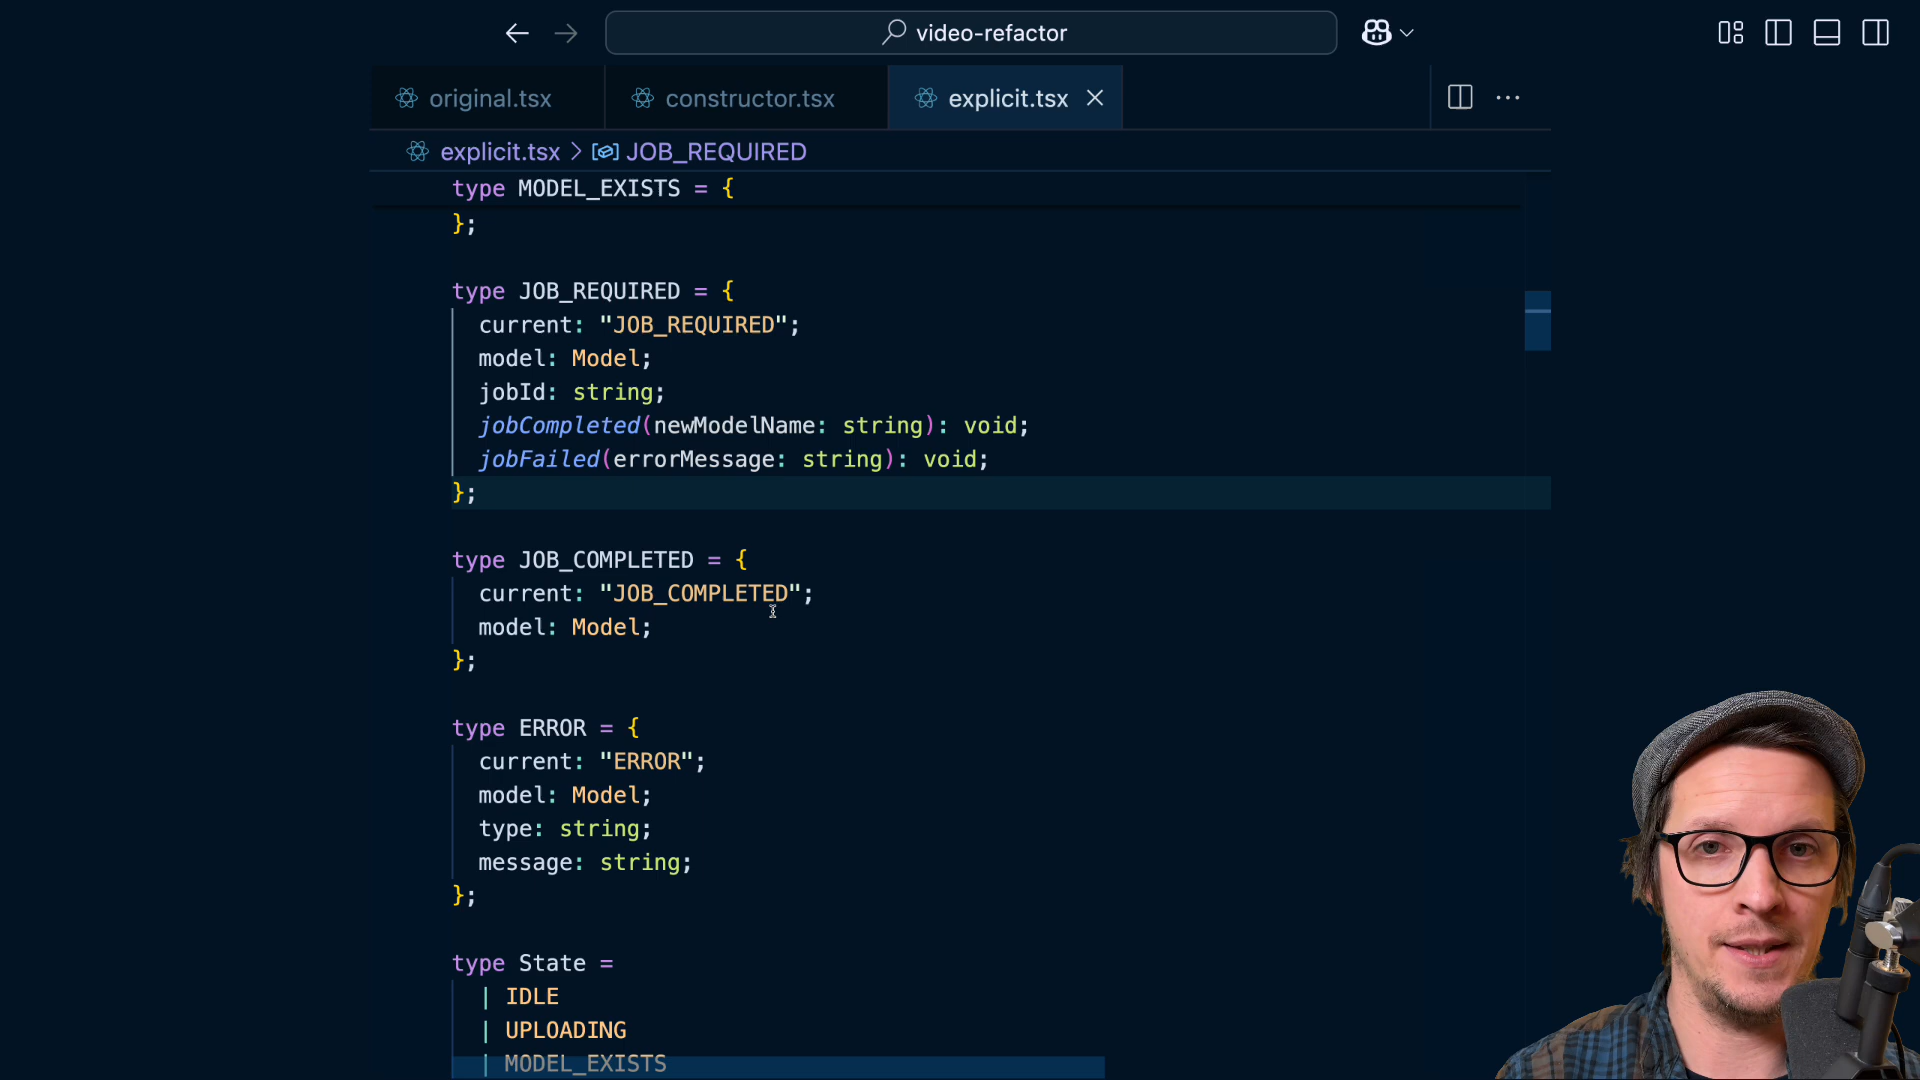 video-refactor
original.tsx
constructor.tsx
explicit.tsx
explicit.tsx > JOB_REQUIRED
type MODEL_EXISTS = {
};
type JOB_REQUIRED = {
current: "JOB_REQUIRED";
model: Model;
jobId: string;
jobCompleted(newModelName: string): void;
jobFailed(errorMessage: string): void;
};
type JOB_COMPLETED = {
current: "JOB_COMPLETED";
model: Model;
};
type ERROR = {
current: "ERROR";
model: Model;
type: string;
message: string;
};
type State =
| IDLE
| UPLOADING
| MODEL_EXISTS